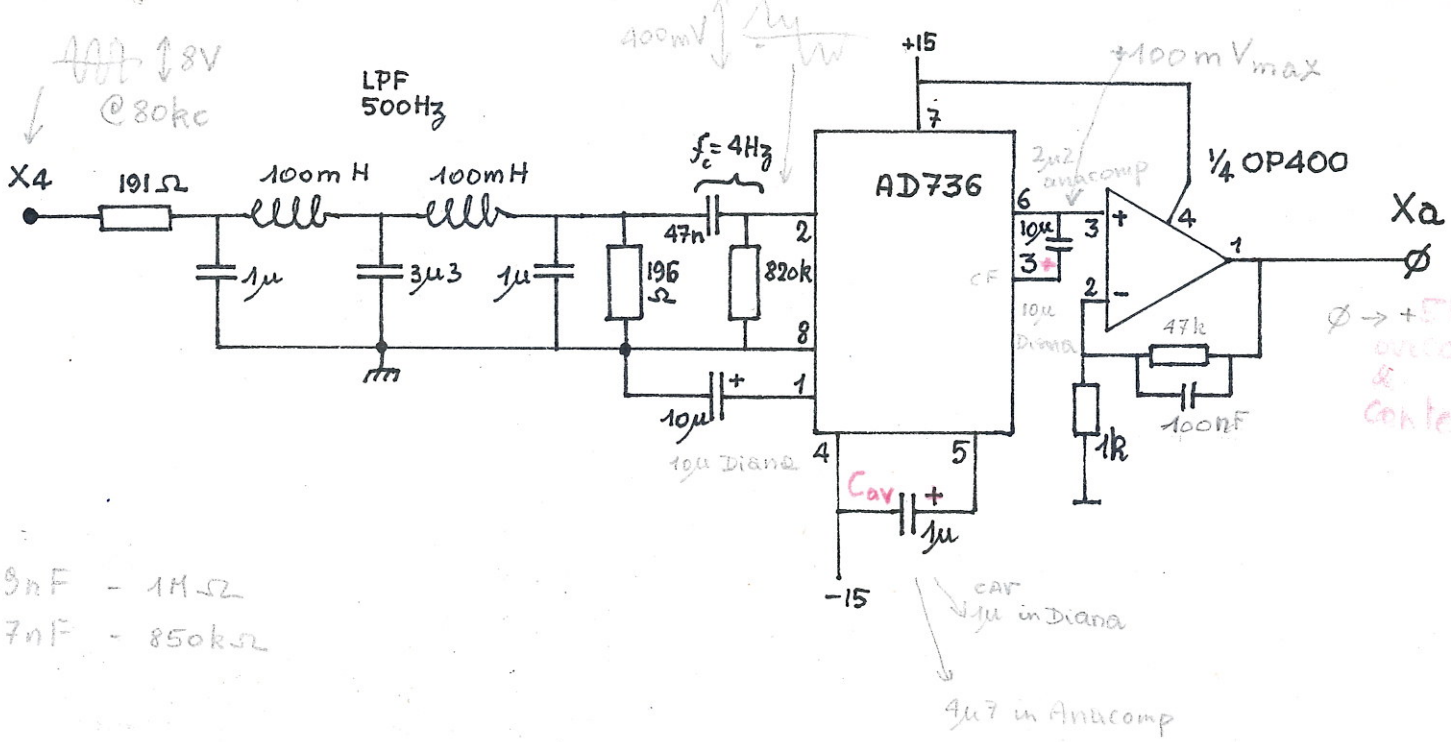 400mV
+15
+100mVmax
8V
@80kc
LPF
500Hz
7
fc=4Hz
2µ2
anacomp
1/4 OP400
X4
191Ω
100mH
100mH
AD736
6
4
Xa
47n
2
10µ
3
+
1
1µ
3µ3
1µ
196
Ω
820k
3+
CF
2
-
8
10µ
Diana
47k
Ø → +5
+
1
10µ
100nF
1k
Conte
10µ Diana
4
5
Cav
+
1µ
9nF - 1MΩ
-15
CAV
1µ in Diana
7nF - 850kΩ
4µ7 in Anacomp